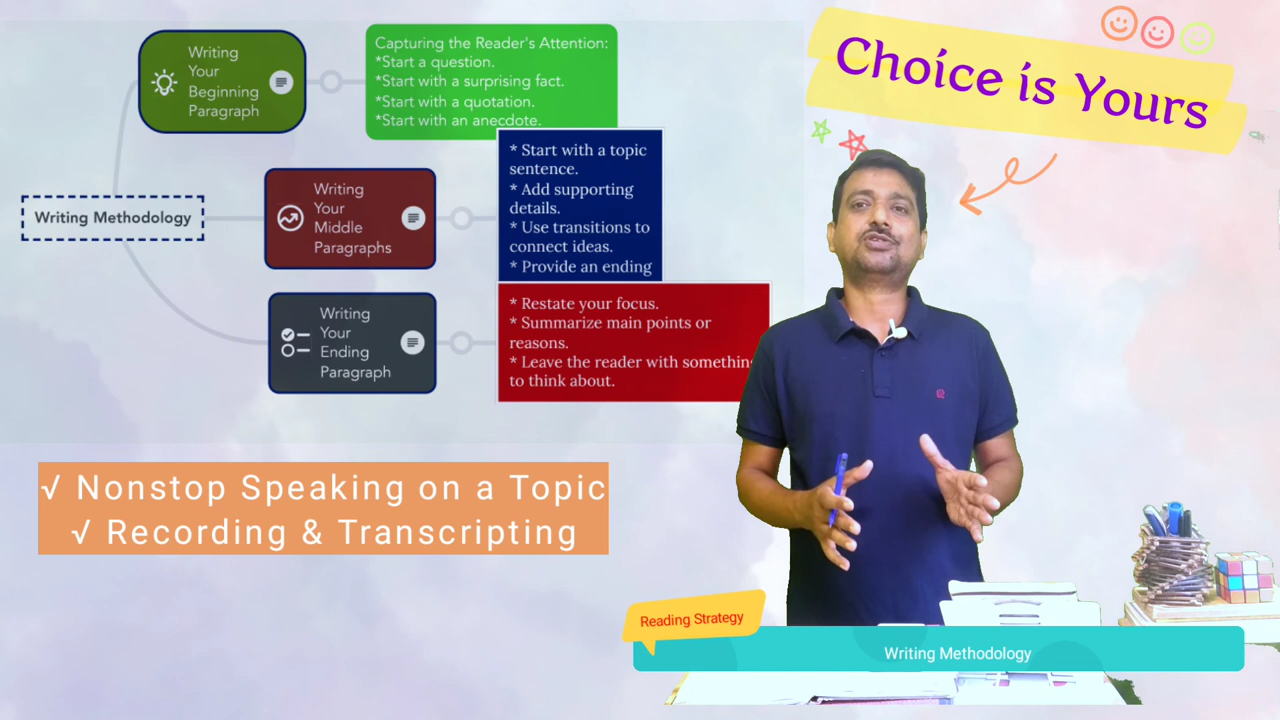 Choice is Yours
Writing Methodology
Writing
Your
Beginning
Paragraph
Capturing the Reader's Attention:
*Start a question.
*Start with a surprising fact.
*Start with a quotation.
*Start with an anecdote.
Writing
Your
Middle
Paragraphs
* Start with a topic
sentence.
* Add supporting
details.
* Use transitions to
connect ideas.
* Provide an ending
Writing
Your
Ending
Paragraph
* Restate your focus.
* Summarize main points or
reasons.
* Leave the reader with somethin
to think about.
√ Nonstop Speaking on a Topic
√ Recording & Transcripting
Reading Strategy
Writing Methodology